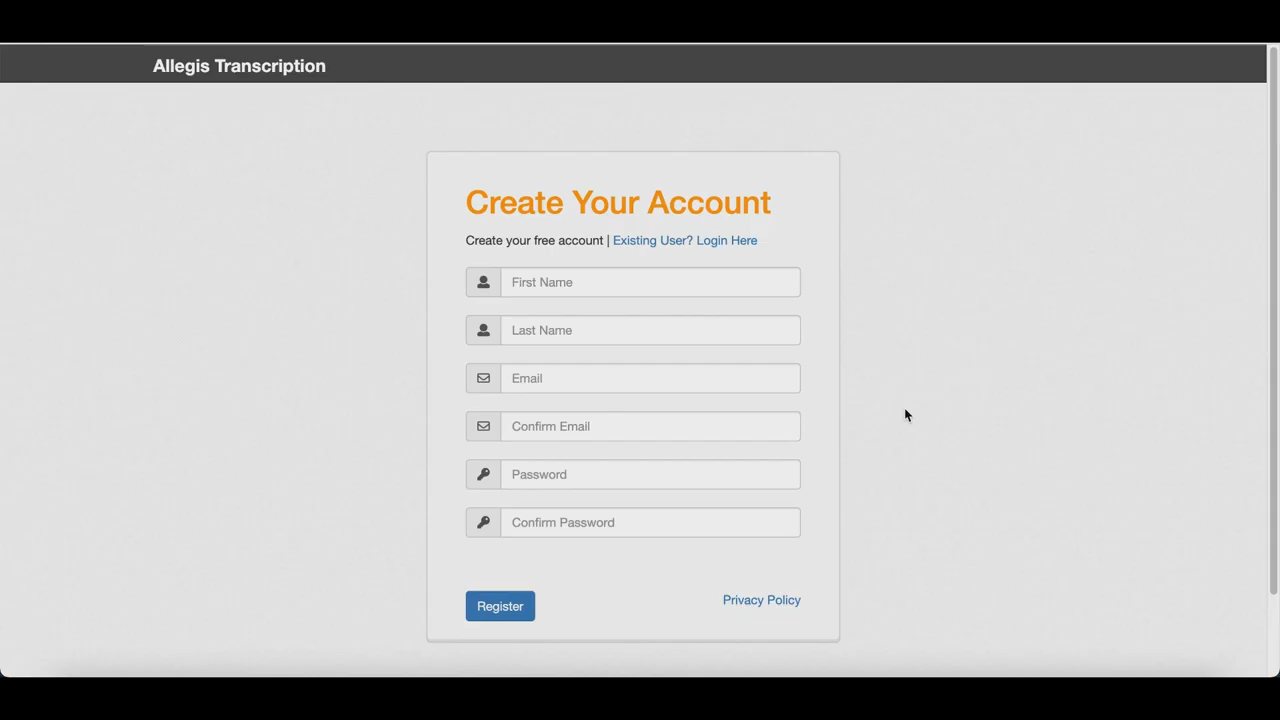 Allegis Transcription
Create Your Account
Create your free account | Existing User? Login Here
First Name
Last Name
Email
Confirm Email
Password
Confirm Password
Register
Privacy Policy